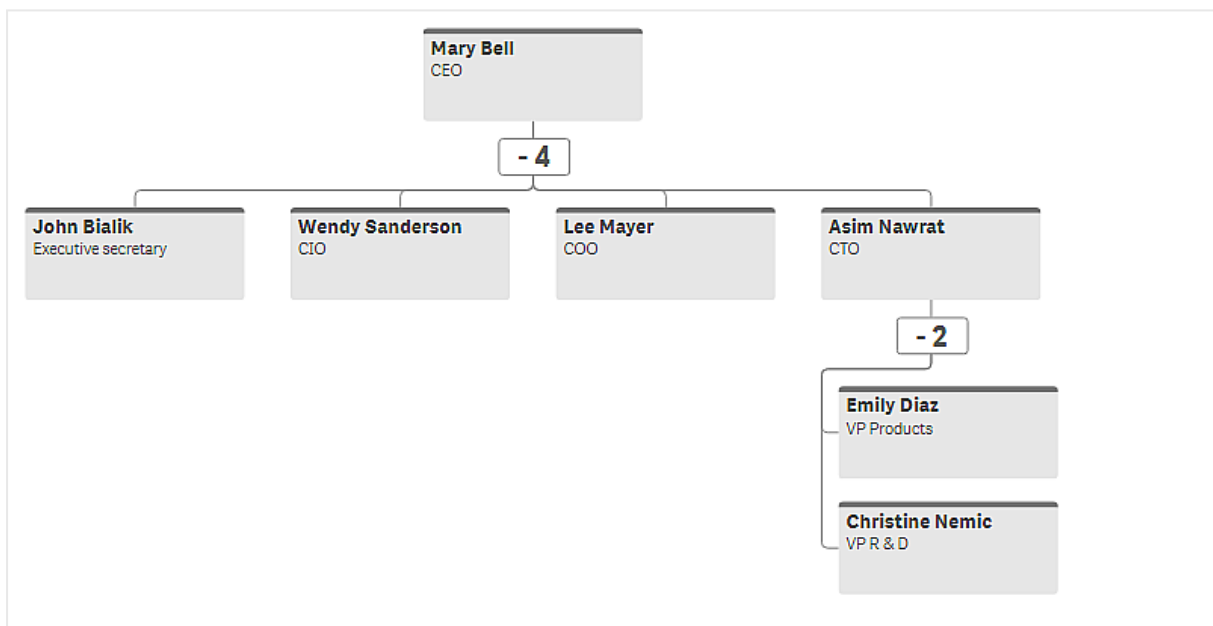 Mary Bell
CEO
- 4
John Bialik
Executive secretary
Wendy Sanderson
CIO
Lee Mayer
COO
Asim Nawrat
CTO
- 2
Emily Diaz
VP Products
Christine Nemic
VP R & D